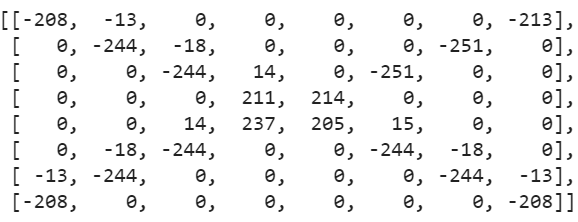 [[-208, -13, 0, 0, 0, 0, 0, -213],
[ 0, -244, -18, 0, 0, 0, -251, 0],
[ 0, 0, -244, 14, 0, -251, 0, 0],
[ 0, 0, 0, 211, 214, 0, 0, 0],
[ 0, 0, 14, 237, 205, 15, 0, 0],
[ 0, -18, -244, 0, 0, -244, -18, 0],
[ -13, -244, 0, 0, 0, 0, -244, -13],
[-208, 0, 0, 0, 0, 0, 0, -208]]